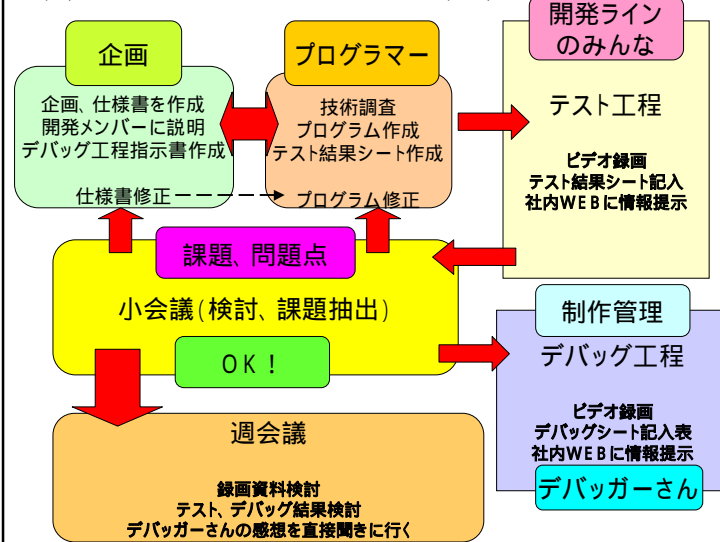 企画
企画、仕様書を作成
開発メンバーに説明
デバッグ工程指示書作成
仕様書修正
プログラマー
技術調査
プログラム作成
テスト結果シート作成
プログラム修正
開発ライン
のみんな
テスト工程
ビデオ録画
テスト結果シート記入
社内WEBに情報提示
課題、問題点
小会議(検討、課題抽出)
OK!
制作管理
デバッグ工程
ビデオ録画
デバッグシート記入表
社内WEBに情報提示
デバッガーさん
週会議
録画資料検討
テスト、デバッグ結果検討
デバッガーさんの感想を直接聞きに行く